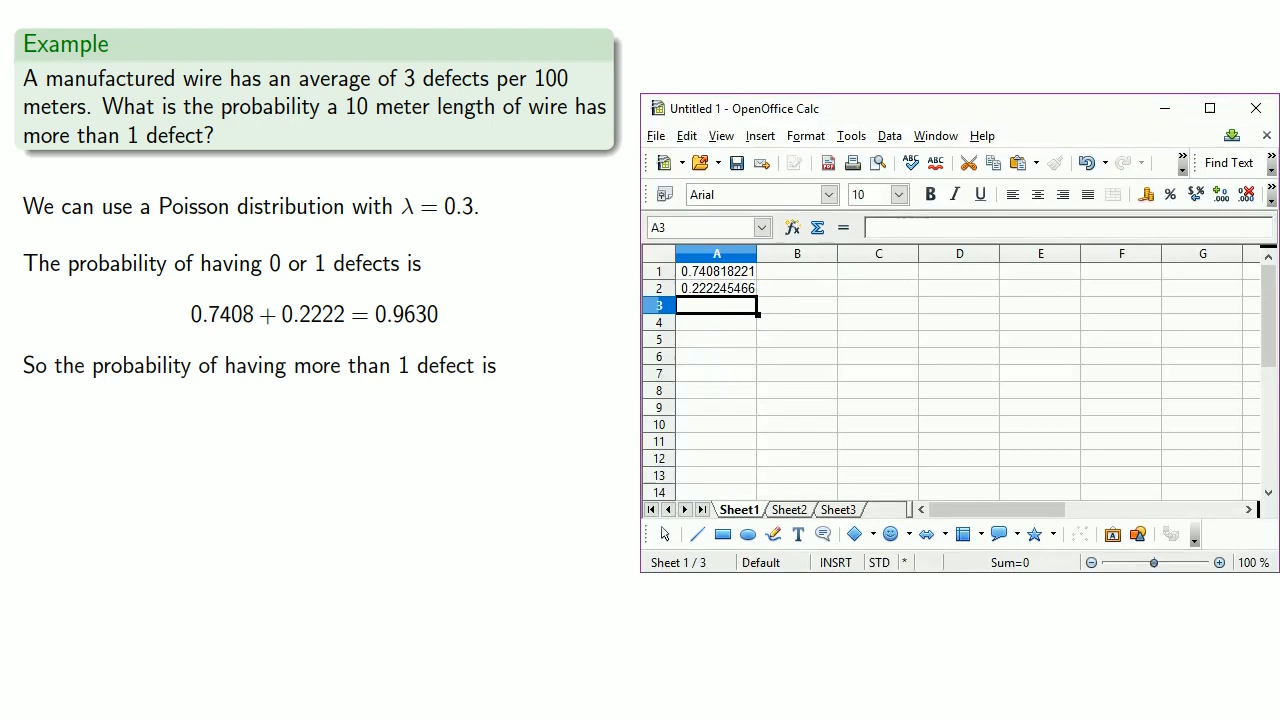 Example
A manufactured wire has an average of 3 defects per 100
meters. What is the probability a 10 meter length of wire has
more than 1 defect?
We can use a Poisson distribution with λ = 0.3.
The probability of having 0 or 1 defects is
0.7408 + 0.2222 = 0.9630
So the probability of having more than 1 defect is
Untitled 1 - OpenOffice Calc
File Edit View Insert Format Tools Data Window Help
Find Text
Arial 10
A3
A B C D E F G
1 0.740818221
2 0.222245466
3
4
5
6
7
8
9
10
11
12
13
14
Sheet1 Sheet2 Sheet3
Sheet 1 / 3 Default INSRT STD * Sum=0 100 %